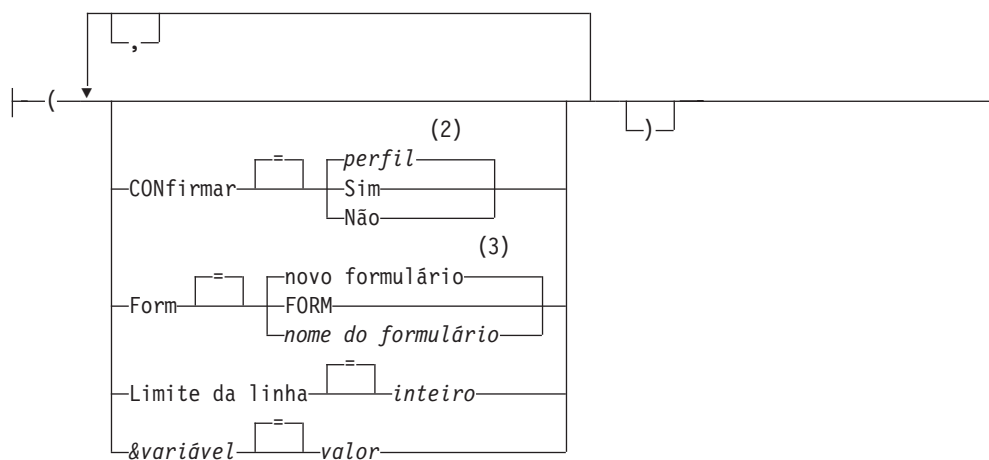 ,
( )
(2)
=
perfil
CONfirmar Sim
Não
(3)
=
novo formulário
Form FORM
nome do formulário
=
Limite da linha inteiro
=
&variável valor